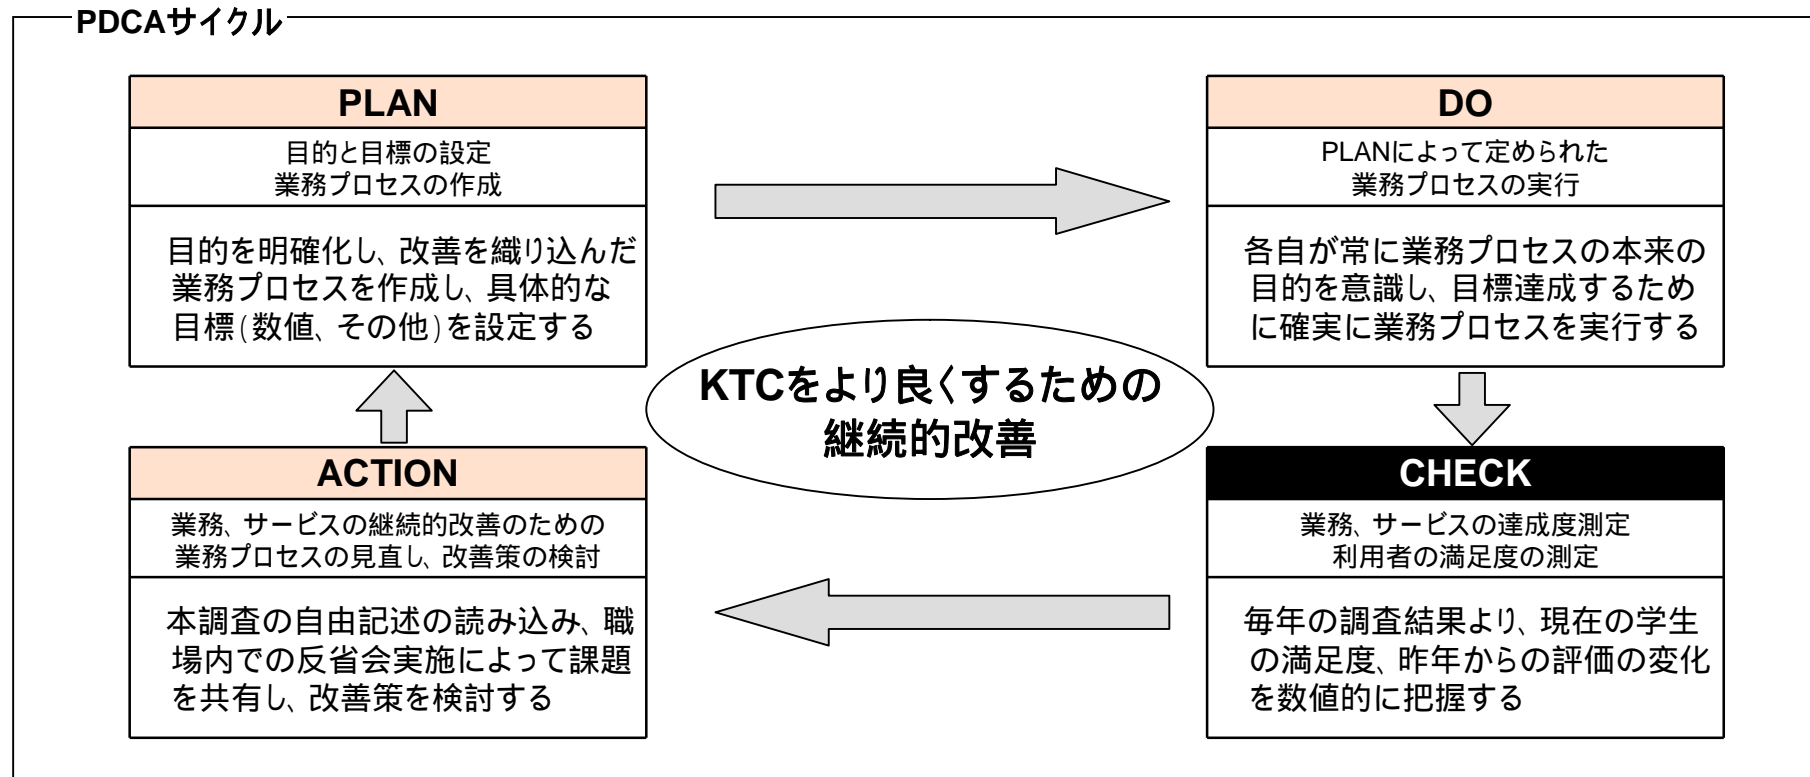 PDCAサイクル
PLAN
目的と目標の設定
業務プロセスの作成
目的を明確化し、改善を織り込んだ
業務プロセスを作成し、具体的な
目標(数値、その他)を設定する
DO
PLANによって定められた
業務プロセスの実行
各自が常に業務プロセスの本来の
目的を意識し、目標達成するため
に確実に業務プロセスを実行する
KTCをより良くするための
継続的改善
ACTION
業務、サービスの継続的改善のための
業務プロセスの見直し、改善策の検討
本調査の自由記述の読み込み、職
場内での反省会実施によって課題
を共有し、改善策を検討する
CHECK
業務、サービスの達成度測定
利用者の満足度の測定
毎年の調査結果より、現在の学生
の満足度、昨年からの評価の変化
を数値的に把握する